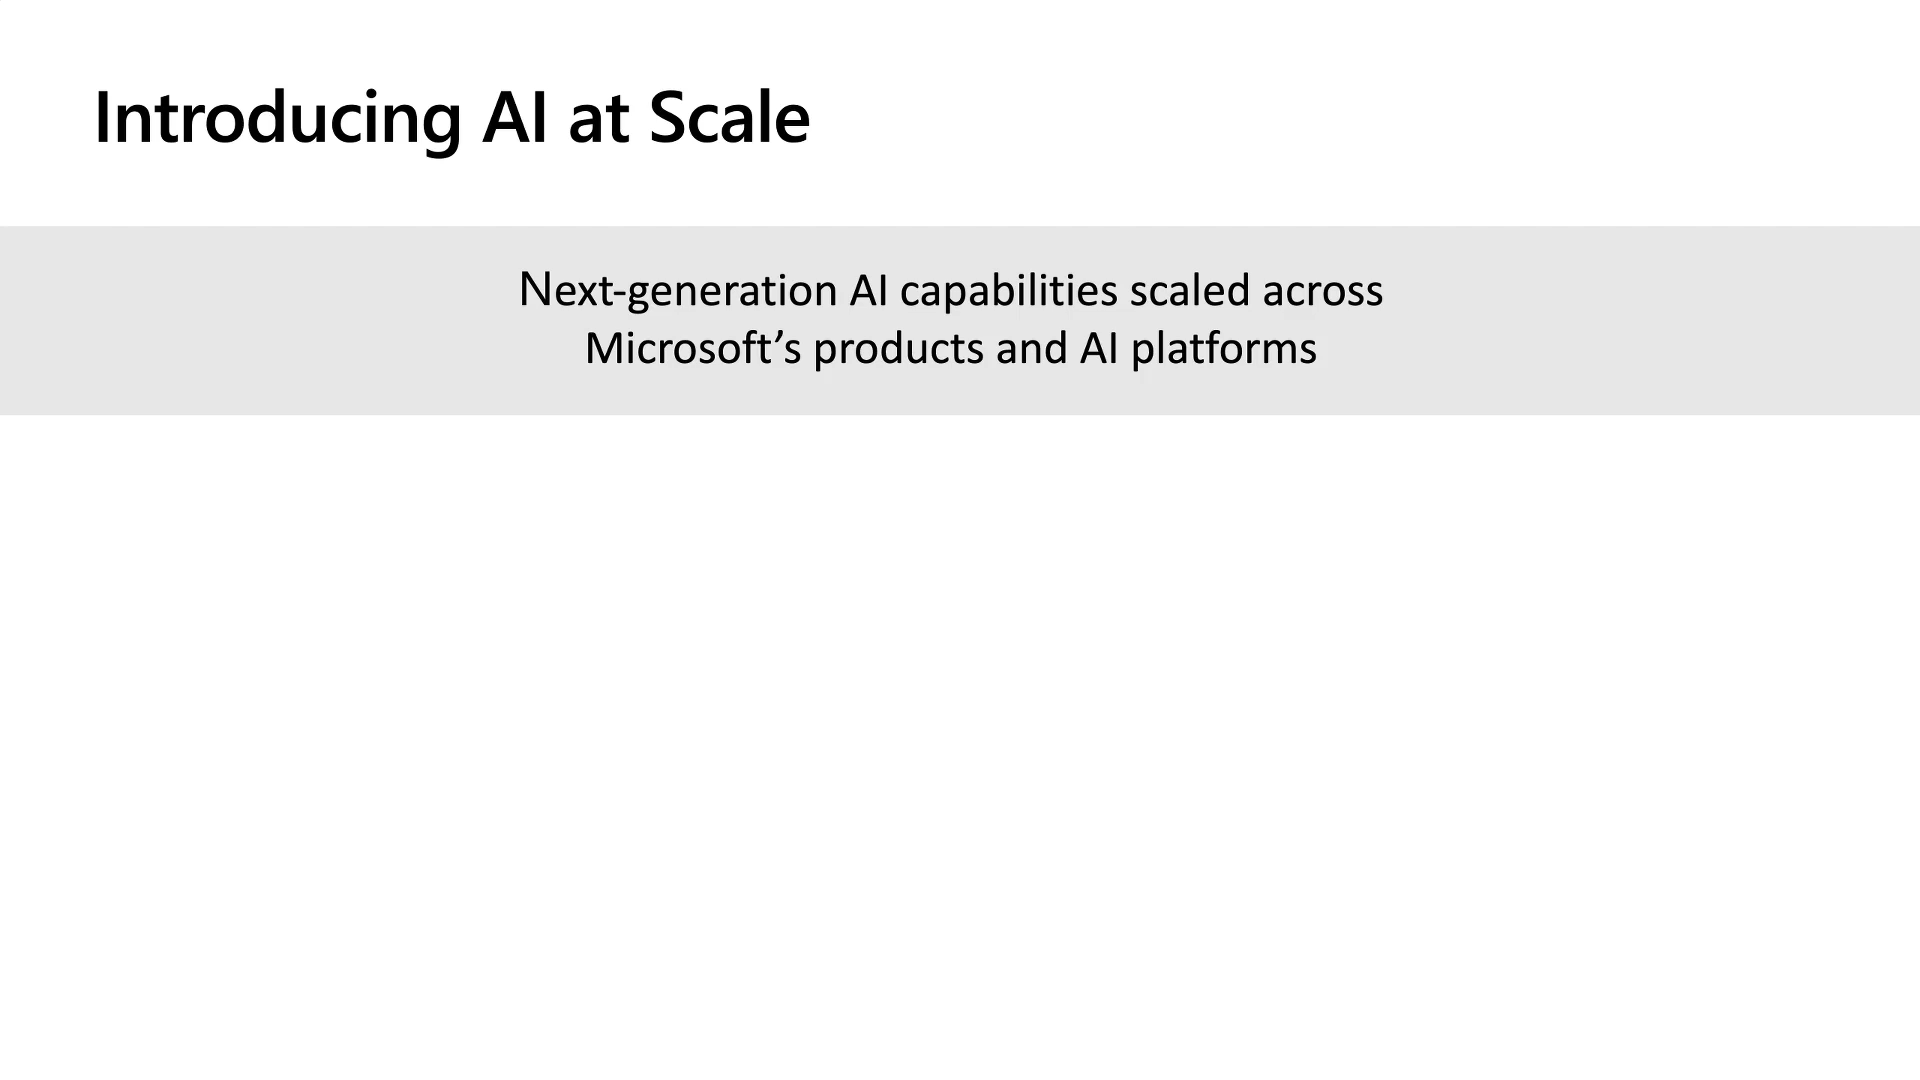 Introducing AI at Scale
Next-generation AI capabilities scaled across
Microsoft’s products and AI platforms